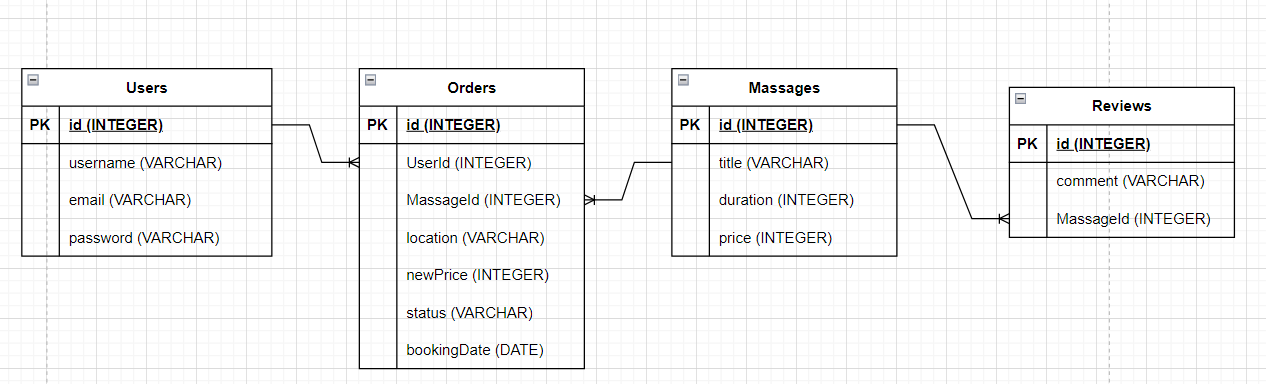 Users
PK id (INTEGER)
username (VARCHAR)
email (VARCHAR)
password (VARCHAR)
Orders
PK id (INTEGER)
UserId (INTEGER)
MassageId (INTEGER)
location (VARCHAR)
newPrice (INTEGER)
status (VARCHAR)
bookingDate (DATE)
Massages
PK id (INTEGER)
title (VARCHAR)
duration (INTEGER)
price (INTEGER)
Reviews
PK id (INTEGER)
comment (VARCHAR)
MassageId (INTEGER)